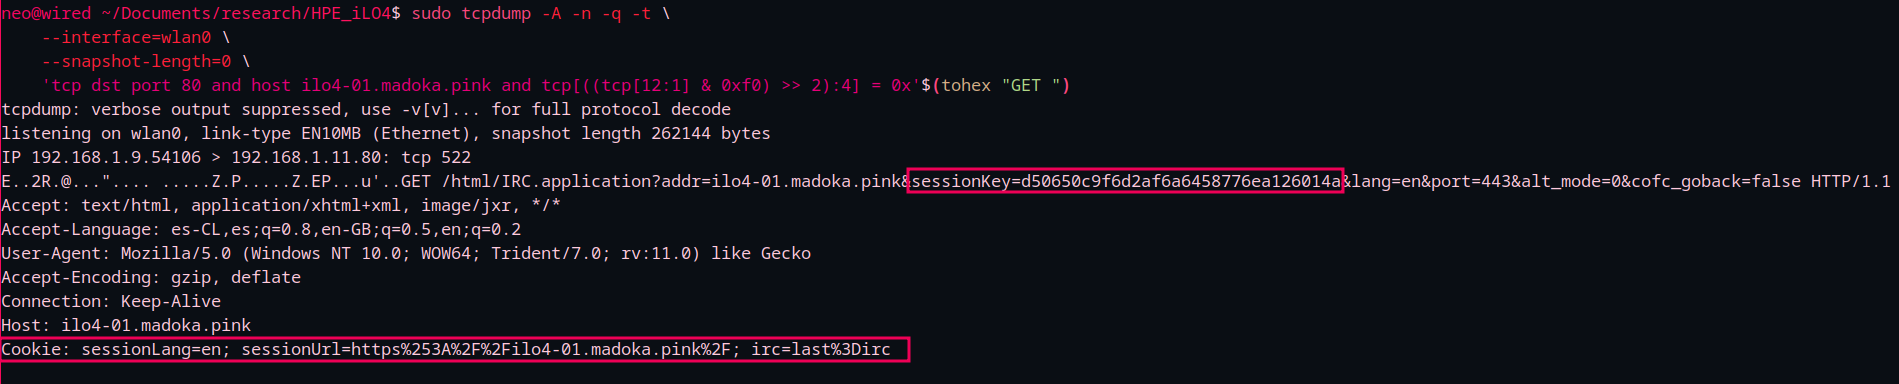 neo@wired ~/Documents/research/HPE_iLO4$ sudo tcpdump -A -n -q -t \
    --interface=wlan0 \
    --snapshot-length=0 \
    'tcp dst port 80 and host ilo4-01.madoka.pink and tcp[((tcp[12:1] & 0xf0) >> 2):4] = 0x'$(tohex "GET ")
tcpdump: verbose output suppressed, use -v[v]... for full protocol decode
listening on wlan0, link-type EN10MB (Ethernet), snapshot length 262144 bytes
IP 192.168.1.9.54106 > 192.168.1.11.80: tcp 522
E..2R.@...".... .....Z.P.....Z.EP...u'..GET /html/IRC.application?addr=ilo4-01.madoka.pink&sessionKey=d50650c9f6d2af6a6458776ea126014a&lang=en&port=443&alt_mode=0&cofc_goback=false HTTP/1.1
Accept: text/html, application/xhtml+xml, image/jxr, */*
Accept-Language: es-CL,es;q=0.8,en-GB;q=0.5,en;q=0.2
User-Agent: Mozilla/5.0 (Windows NT 10.0; WOW64; Trident/7.0; rv:11.0) like Gecko
Accept-Encoding: gzip, deflate
Connection: Keep-Alive
Host: ilo4-01.madoka.pink
Cookie: sessionLang=en; sessionUrl=https%253A%2F%2Filo4-01.madoka.pink%2F; irc=last%3Dirc